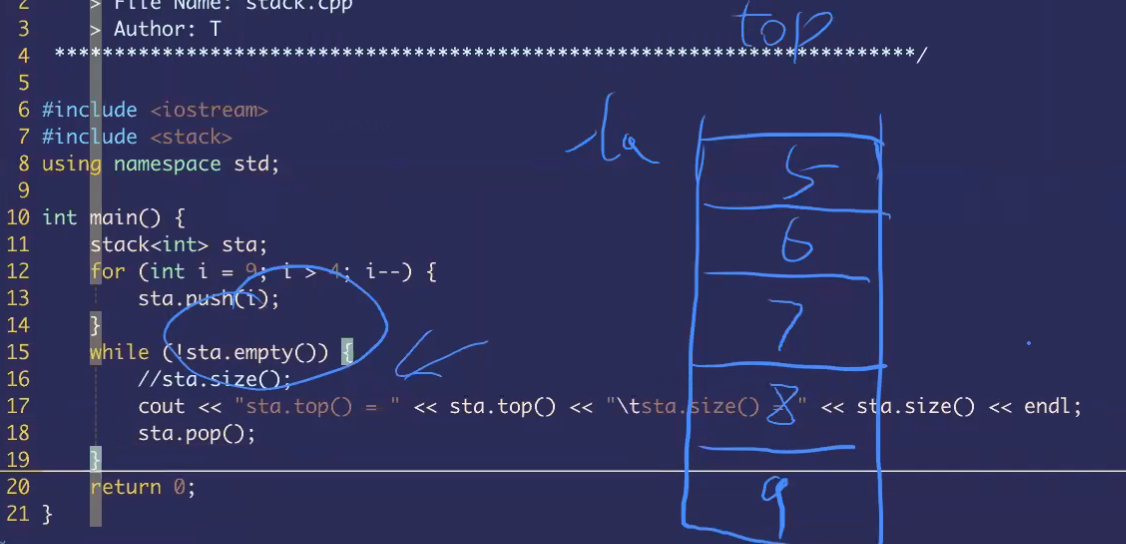 2 > File Name: stack.cpp
3 > Author: T
4 ************************************************************************/
5
6 #include <iostream>
7 #include <stack>
8 using namespace std;
9
10 int main() {
11 stack<int> sta;
12 for (int i = 9; i > 4; i--) {
13 sta.push(i);
14 }
15 while (!sta.empty()) {
16 //sta.size();
17 cout << "sta.top() = " << sta.top() << "\tsta.size() = " << sta.size() << endl;
18 sta.pop();
19 }
20 return 0;
21 }
top
5
6
7
8
9